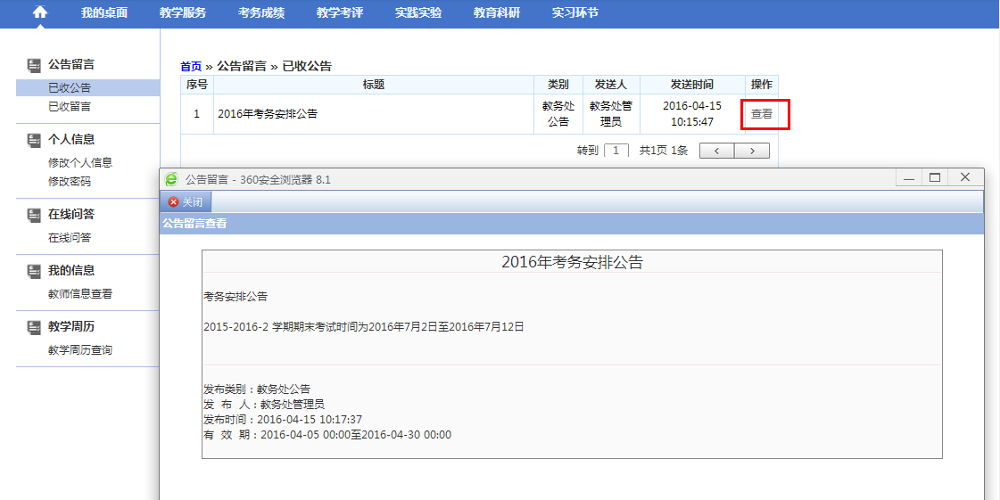 我的桌面 教学服务 考务成绩 教学考评 实践实验 教育科研 实习环节
公告留言
已收公告
已收留言
个人信息
修改个人信息
修改密码
在线问答
在线问答
我的信息
教师信息查看
教学周历
教学周历查询
首页 » 公告留言 » 已收公告
序号 标题 类别 发送人 发送时间 操作
1 2016年考务安排公告 教务处公告 教务处管理员 2016-04-15 10:15:47 查看
转到 1 共1页 1条 < >
公告留言 - 360安全浏览器 8.1
关闭
公告留言查看
2016年考务安排公告
考务安排公告
2015-2016-2 学期期末考试时间为2016年7月2日至2016年7月12日
发布类别：教务处公告
发 布 人：教务处管理员
发布时间：2016-04-15 10:17:37
有 效 期：2016-04-05 00:00至2016-04-30 00:00